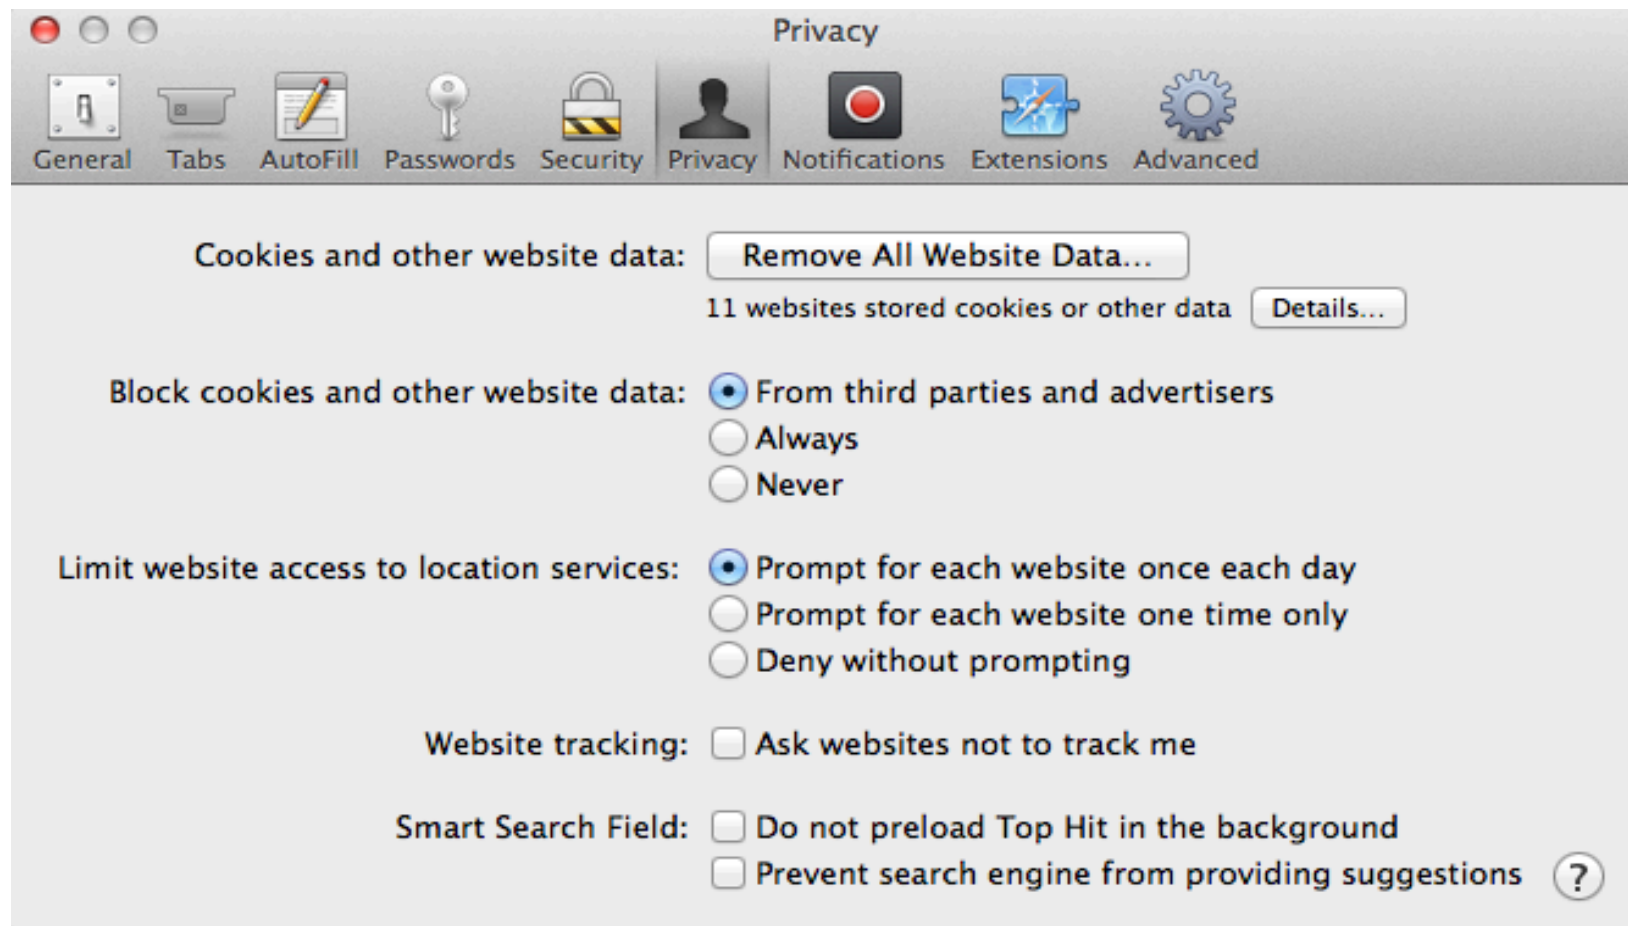 Privacy
General Tabs AutoFill Passwords Security Privacy Notifications Extensions Advanced
Cookies and other website data: Remove All Website Data...
11 websites stored cookies or other data Details...
Block cookies and other website data: From third parties and advertisers
Always
Never
Limit website access to location services: Prompt for each website once each day
Prompt for each website one time only
Deny without prompting
Website tracking: Ask websites not to track me
Smart Search Field: Do not preload Top Hit in the background
Prevent search engine from providing suggestions ?